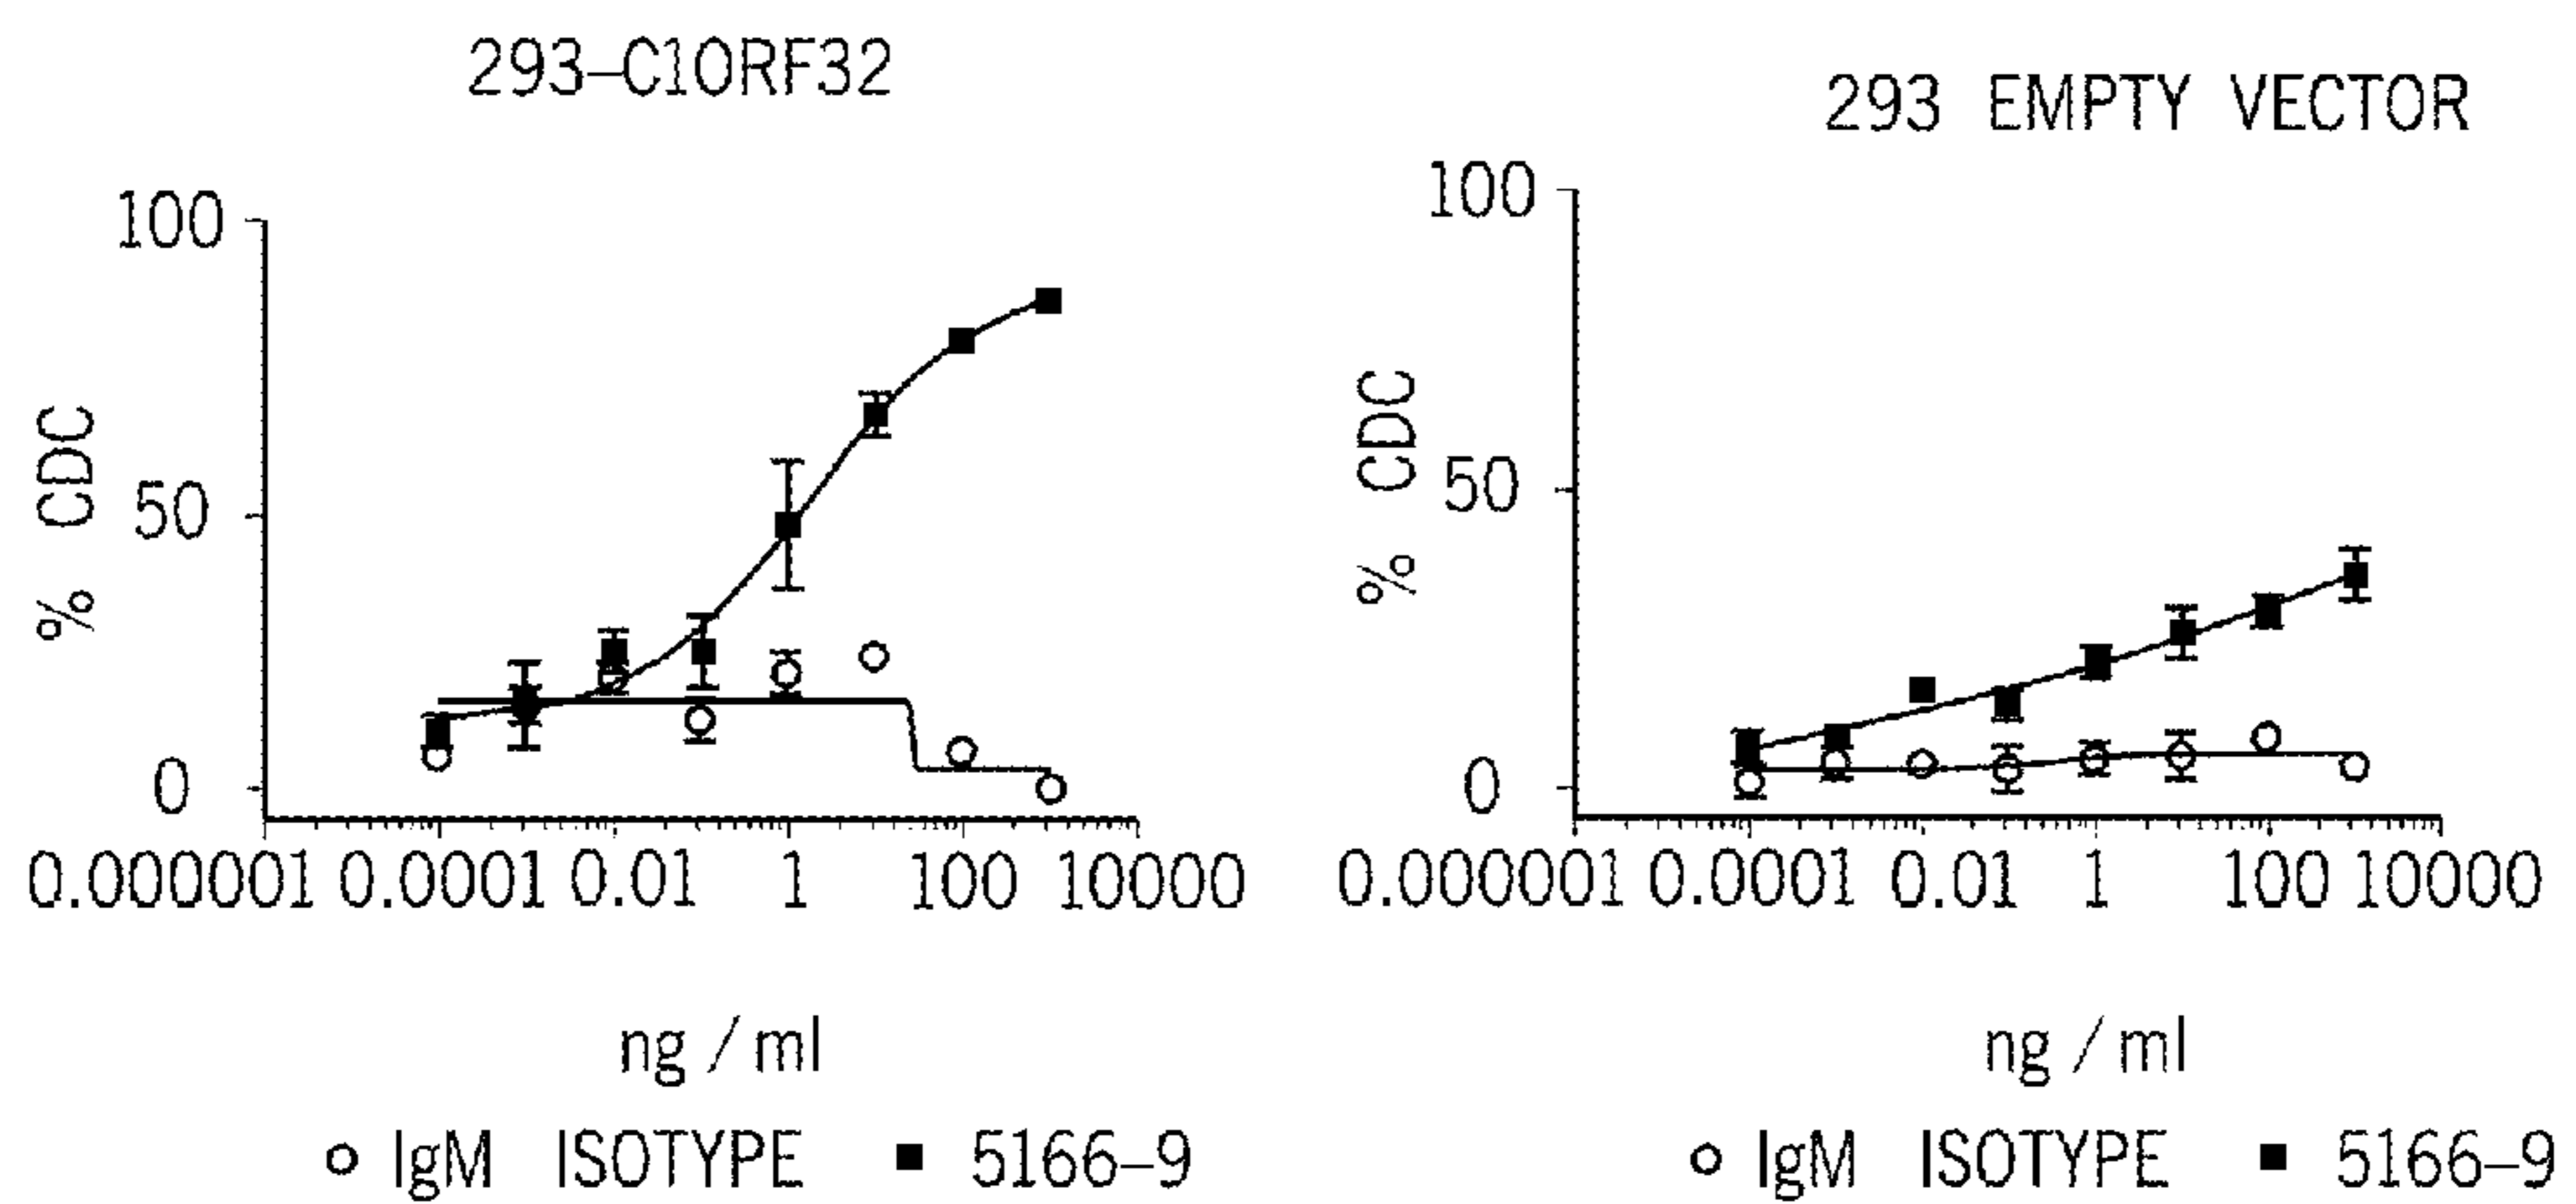 293–C1ORF32
100
50
0
% CDC
0.000001 0.0001 0.01 1 100 10000
ng / ml
○ IgM ISOTYPE ■ 5166–9
293 EMPTY VECTOR
100
50
0
% CDC
0.000001 0.0001 0.01 1 100 10000
ng / ml
○ IgM ISOTYPE ■ 5166–9